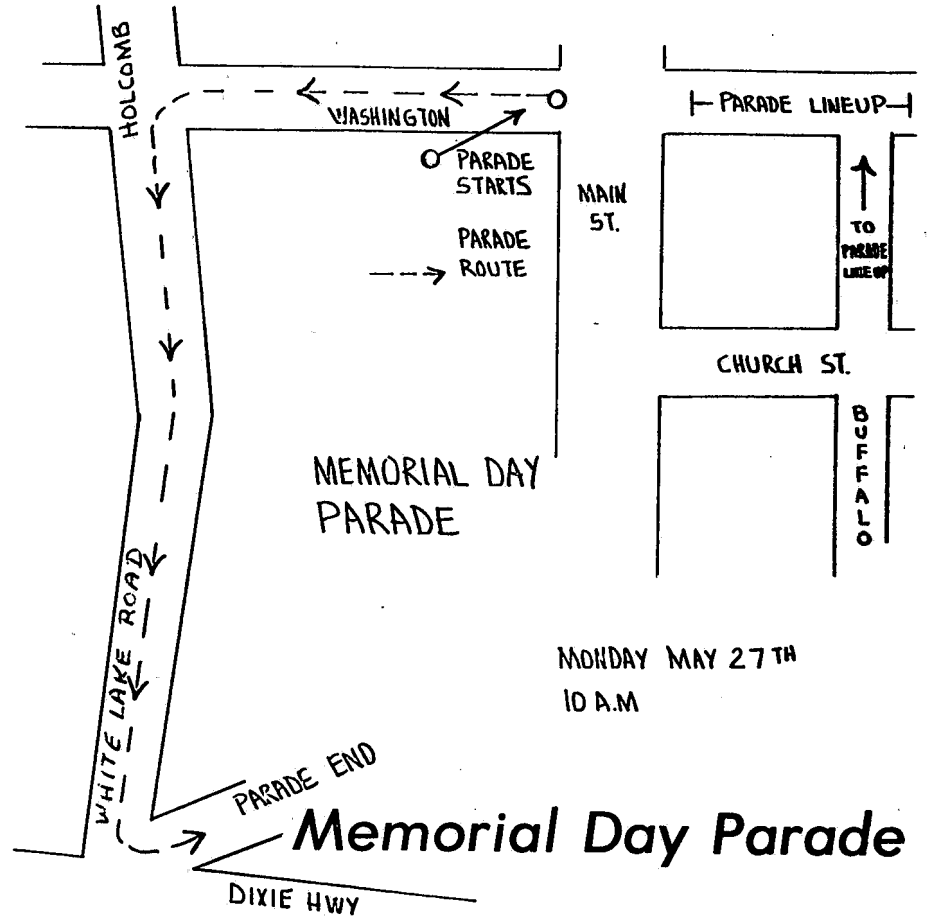 HOLCOMB
WASHINGTON
PARADE LINEUP
PARADE
STARTS
MAIN
ST.
TO
PARADE
LINEUP
PARADE
ROUTE
CHURCH ST.
BUFFALO
MEMORIAL DAY
PARADE
WHITE LAKE ROAD
MONDAY MAY 27TH
10 A.M
PARADE END
Memorial Day Parade
DIXIE HWY